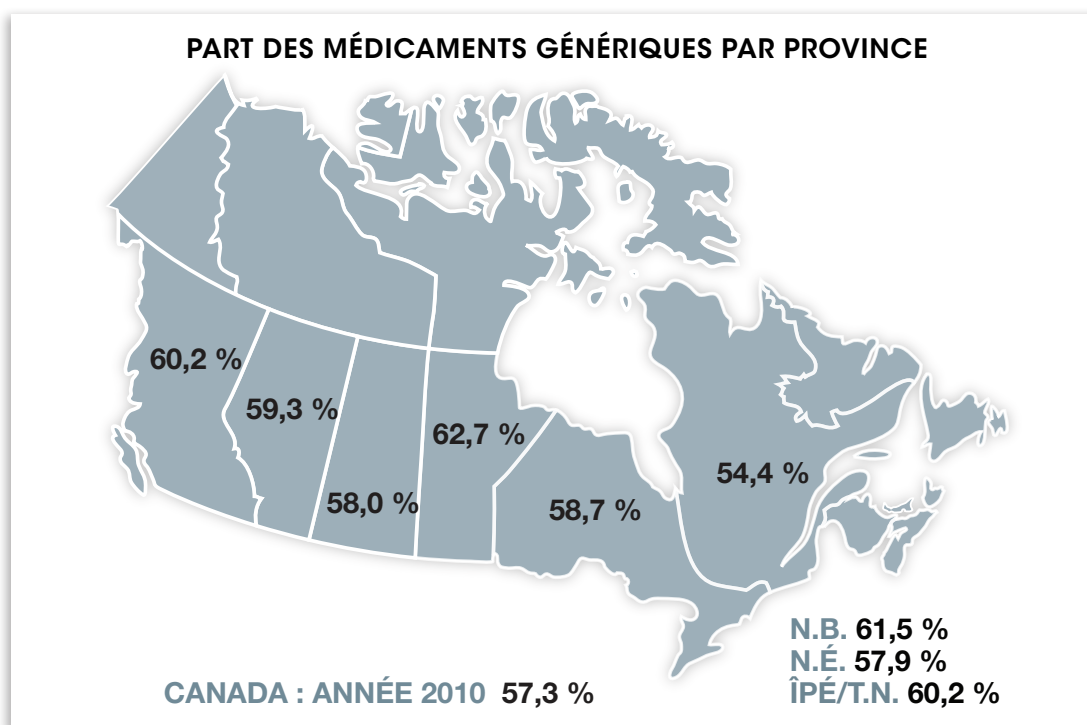 PART DES MÉDICAMENTS GÉNÉRIQUES PAR PROVINCE
60,2 %
59,3 %
62,7 %
58,0 %
58,7 %
54,4 %
N.B. 61,5 %
N.É. 57,9 %
ÎPÉ/T.N. 60,2 %
CANADA : ANNÉE 2010 57,3 %